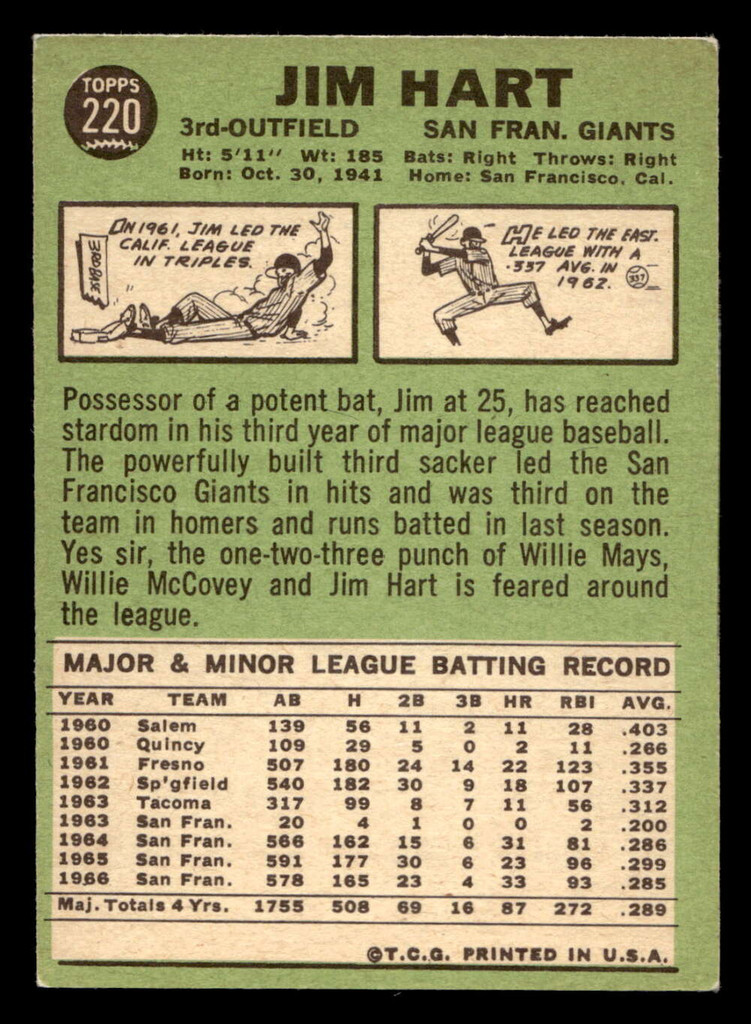 TOPPS
220
JIM HART
3rd-OUTFIELD SAN FRAN. GIANTS
Ht: 5'11" Wt: 185 Bats: Right Throws: Right
Born: Oct. 30, 1941 Home: San Francisco, Cal.
IN 1961, JIM LED THE
CALIF. LEAGUE
IN TRIPLES.
3RD BASE
HE LED THE EAST.
LEAGUE WITH A
.337 AVG. IN
1962.
337
Possessor of a potent bat, Jim at 25, has reached
stardom in his third year of major league baseball.
The powerfully built third sacker led the San
Francisco Giants in hits and was third on the
team in homers and runs batted in last season.
Yes sir, the one-two-three punch of Willie Mays,
Willie McCovey and Jim Hart is feared around
the league.
MAJOR & MINOR LEAGUE BATTING RECORD
YEAR TEAM AB H 2B 3B HR RBI AVG.
1960 Salem 139 56 11 2 11 28 .403
1960 Quincy 109 29 5 0 2 11 .266
1961 Fresno 507 180 24 14 22 123 .355
1962 Sp'gfield 540 182 30 9 18 107 .337
1963 Tacoma 317 99 8 7 11 56 .312
1963 San Fran. 20 4 1 0 0 2 .200
1964 San Fran. 566 162 15 6 31 81 .286
1965 San Fran. 591 177 30 6 23 96 .299
1966 San Fran. 578 165 23 4 33 93 .285
Maj. Totals 4 Yrs. 1755 508 69 16 87 272 .289
©T.C.G. PRINTED IN U.S.A.